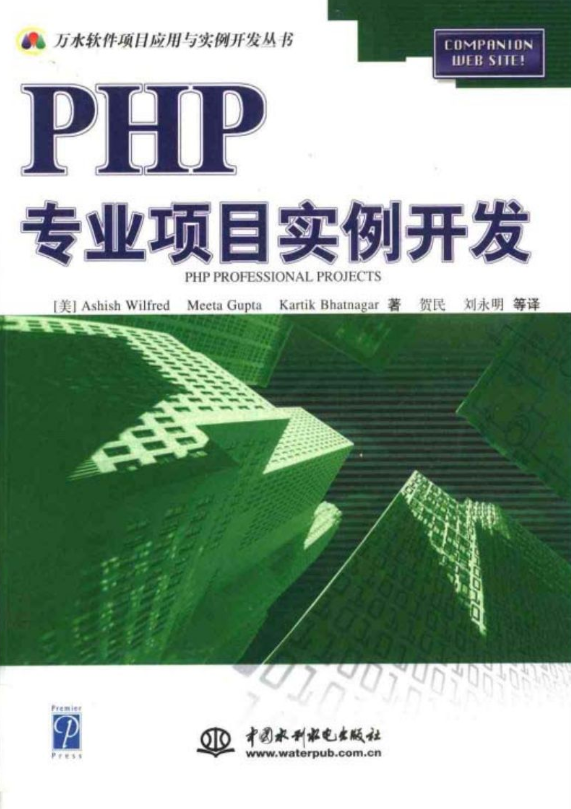 万水软件项目应用与实例开发丛书
COMPANION
WEB SITE!
PHP
专业项目实例开发
PHP PROFESSIONAL PROJECTS
[美] Ashish Wilfred Meeta Gupta Kartik Bhatnagar 著 贺民 刘永明 等译
Premier
P
Press
中国水利水电出版社
www.waterpub.com.cn